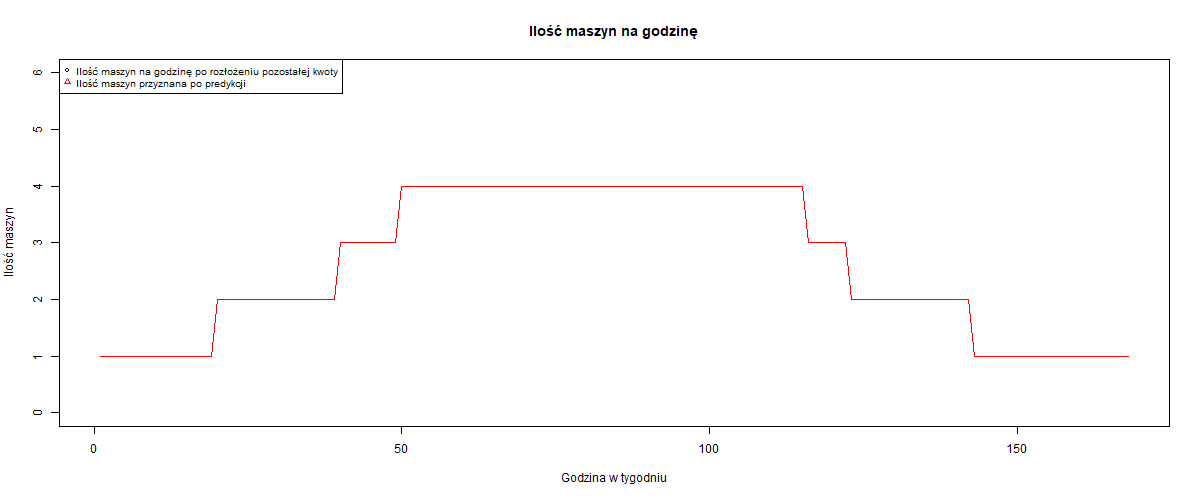 Ilość maszyn na godzinę
Ilość maszyn na godzinę po rozłożeniu pozostałej kwoty
Ilość maszyn przyznana po predykcji
Ilość maszyn
6
5
4
3
2
1
0
0 50 100 150
Godzina w tygodniu